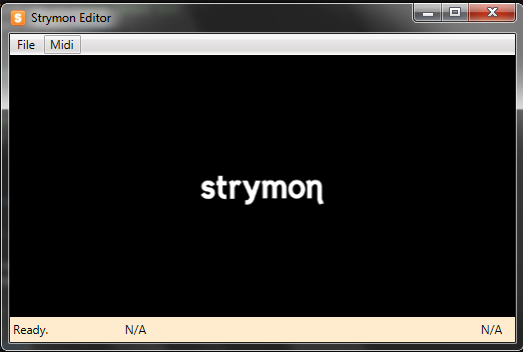 Strymon Editor
File Midi
strymon
Ready. N/A N/A